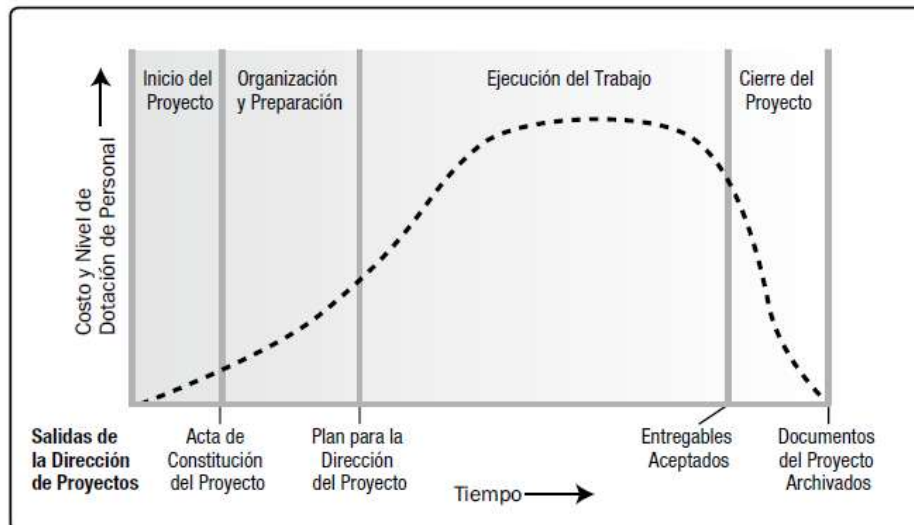 Inicio del
Proyecto
Organización
y Preparación
Ejecución del Trabajo
Cierre del
Proyecto
Costo y Nivel de
Dotación de Personal
Salidas de
la Dirección
de Proyectos
Acta de
Constitución
del Proyecto
Plan para la
Dirección
del Proyecto
Entregables
Aceptados
Documentos
del Proyecto
Archivados
Tiempo